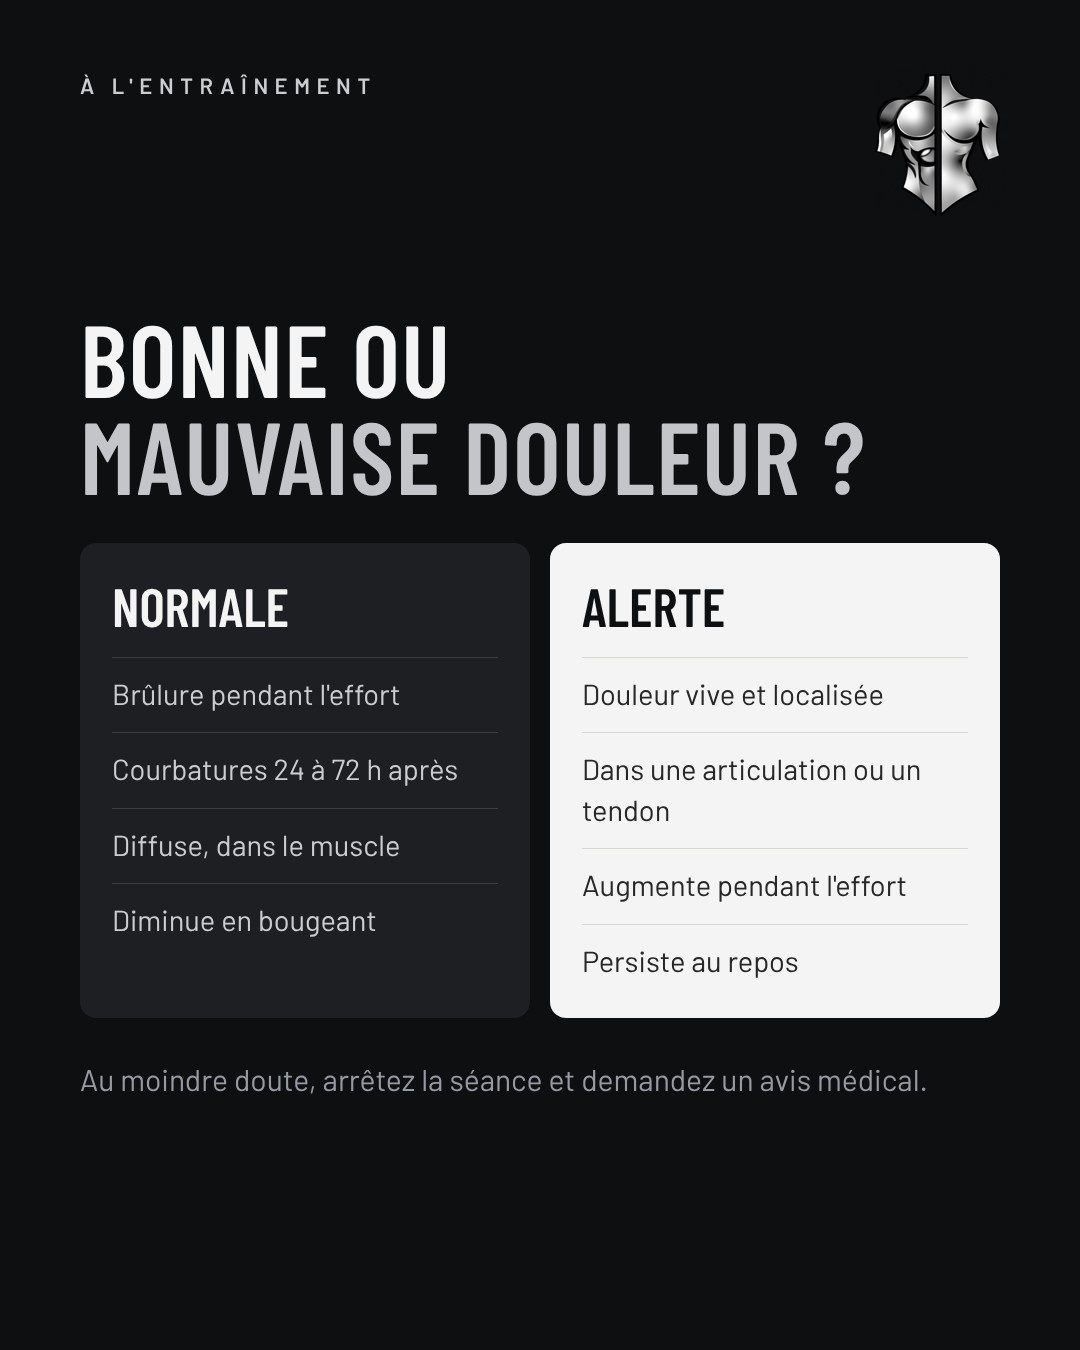 À L'ENTRAÎNEMENT
BONNE OU
MAUVAISE DOULEUR ?
NORMALE
Brûlure pendant l'effort
Courbatures 24 à 72 h après
Diffuse, dans le muscle
Diminue en bougeant
ALERTE
Douleur vive et localisée
Dans une articulation ou un
tendon
Augmente pendant l'effort
Persiste au repos
Au moindre doute, arrêtez la séance et demandez un avis médical.